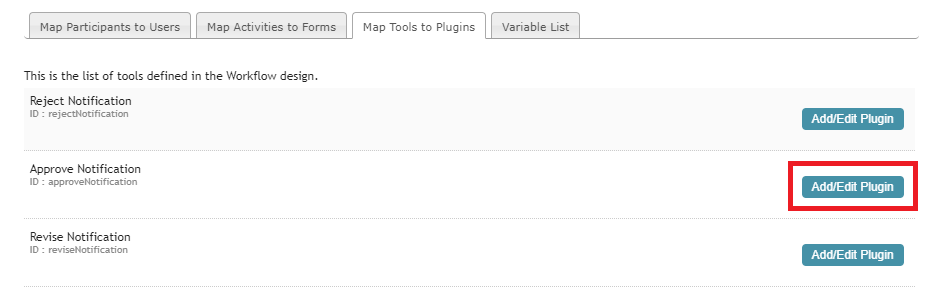 Map Participants to Users
Map Activities to Forms
Map Tools to Plugins
Variable List
This is the list of tools defined in the Workflow design.
Reject Notification
ID : rejectNotification
Add/Edit Plugin
Approve Notification
ID : approveNotification
Add/Edit Plugin
Revise Notification
ID : reviseNotification
Add/Edit Plugin